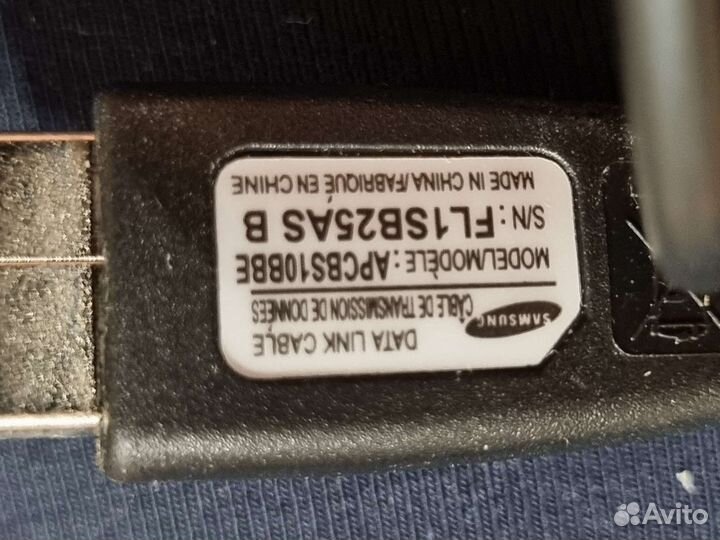 SAMSUNG
DATA LINK CABLE
CÂBLE DE TRANSMISSION DE DONNÉES
MODEL/MODÈLE : APCBS10BBE
S/N : FL1SB25AS B
MADE IN CHINA/FABRIQUÉ EN CHINE
Avito